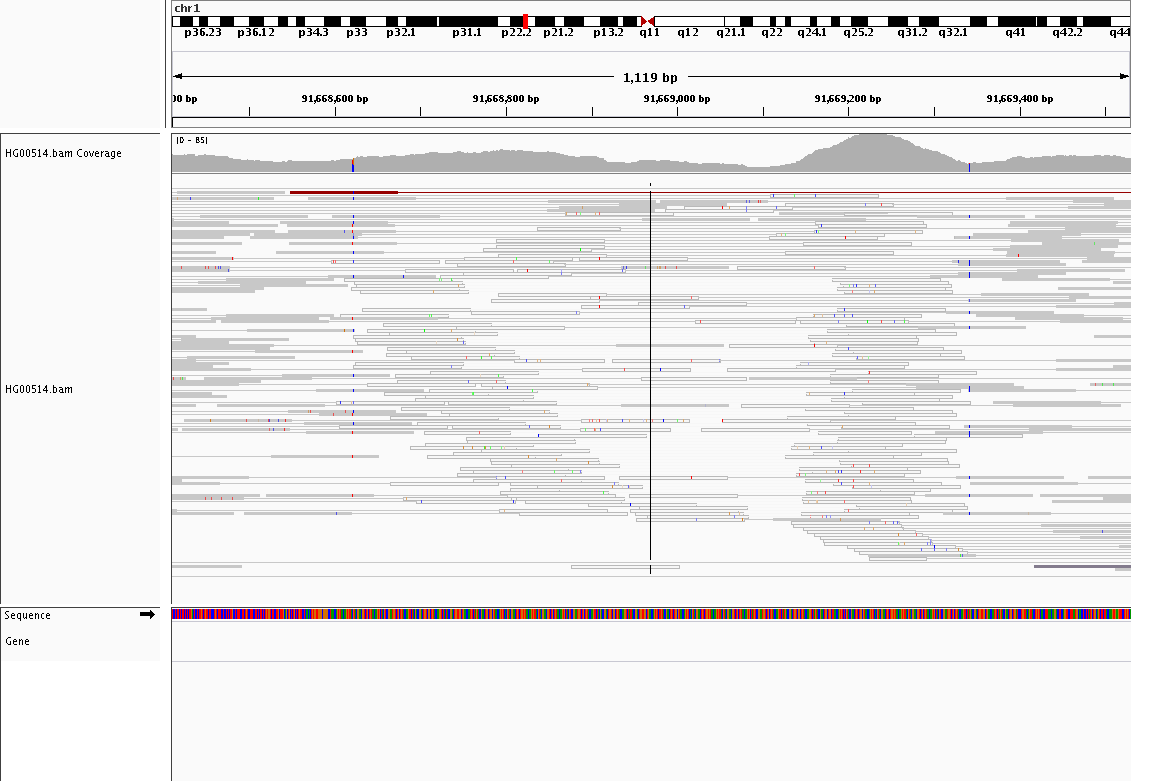 chr1
p36.23 p36.12 p34.3 p33 p32.1 p31.1 p22.2 p21.2 p13.2 q11 q12 q21.1 q22 q24.1 q25.2 q31.2 q32.1 q41 q42.2 q44
1,119 bp
00 bp 91,668,600 bp 91,668,800 bp 91,669,000 bp 91,669,200 bp 91,669,400 bp
[0 - 85]
HG00514.bam Coverage
HG00514.bam
Sequence
Gene